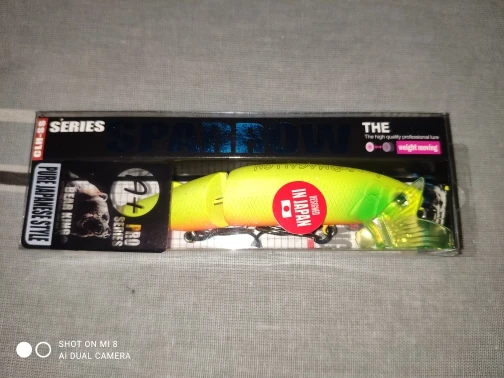 SERIES
SPARROW
THE
The high quality professional lure
weight moving
PURE JAPANESE STYLE
BEAR KING
PRO
SERIES
IN JAPAN
SHOT ON MI 8
AI DUAL CAMERA